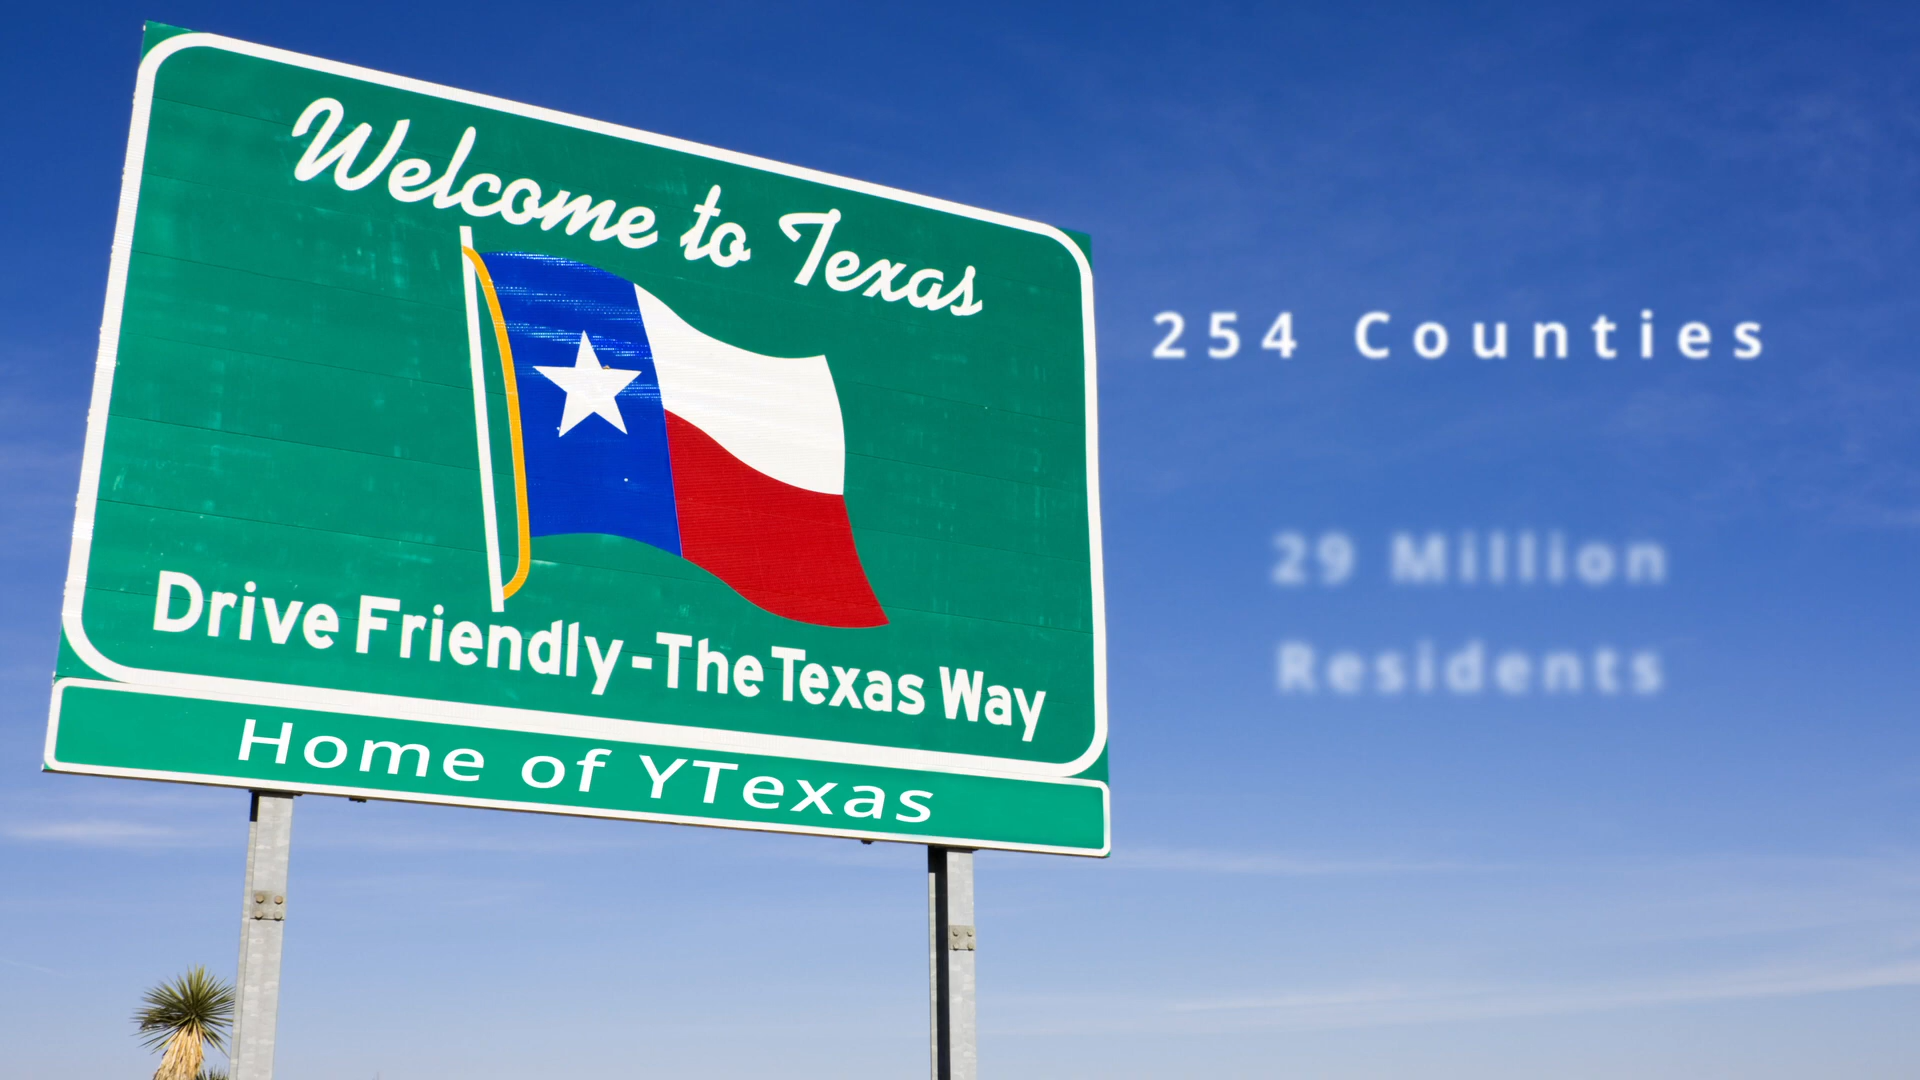 Welcome to Texas
Drive Friendly-The Texas Way
Home of YTexas
254 Counties
29 Million
Residents